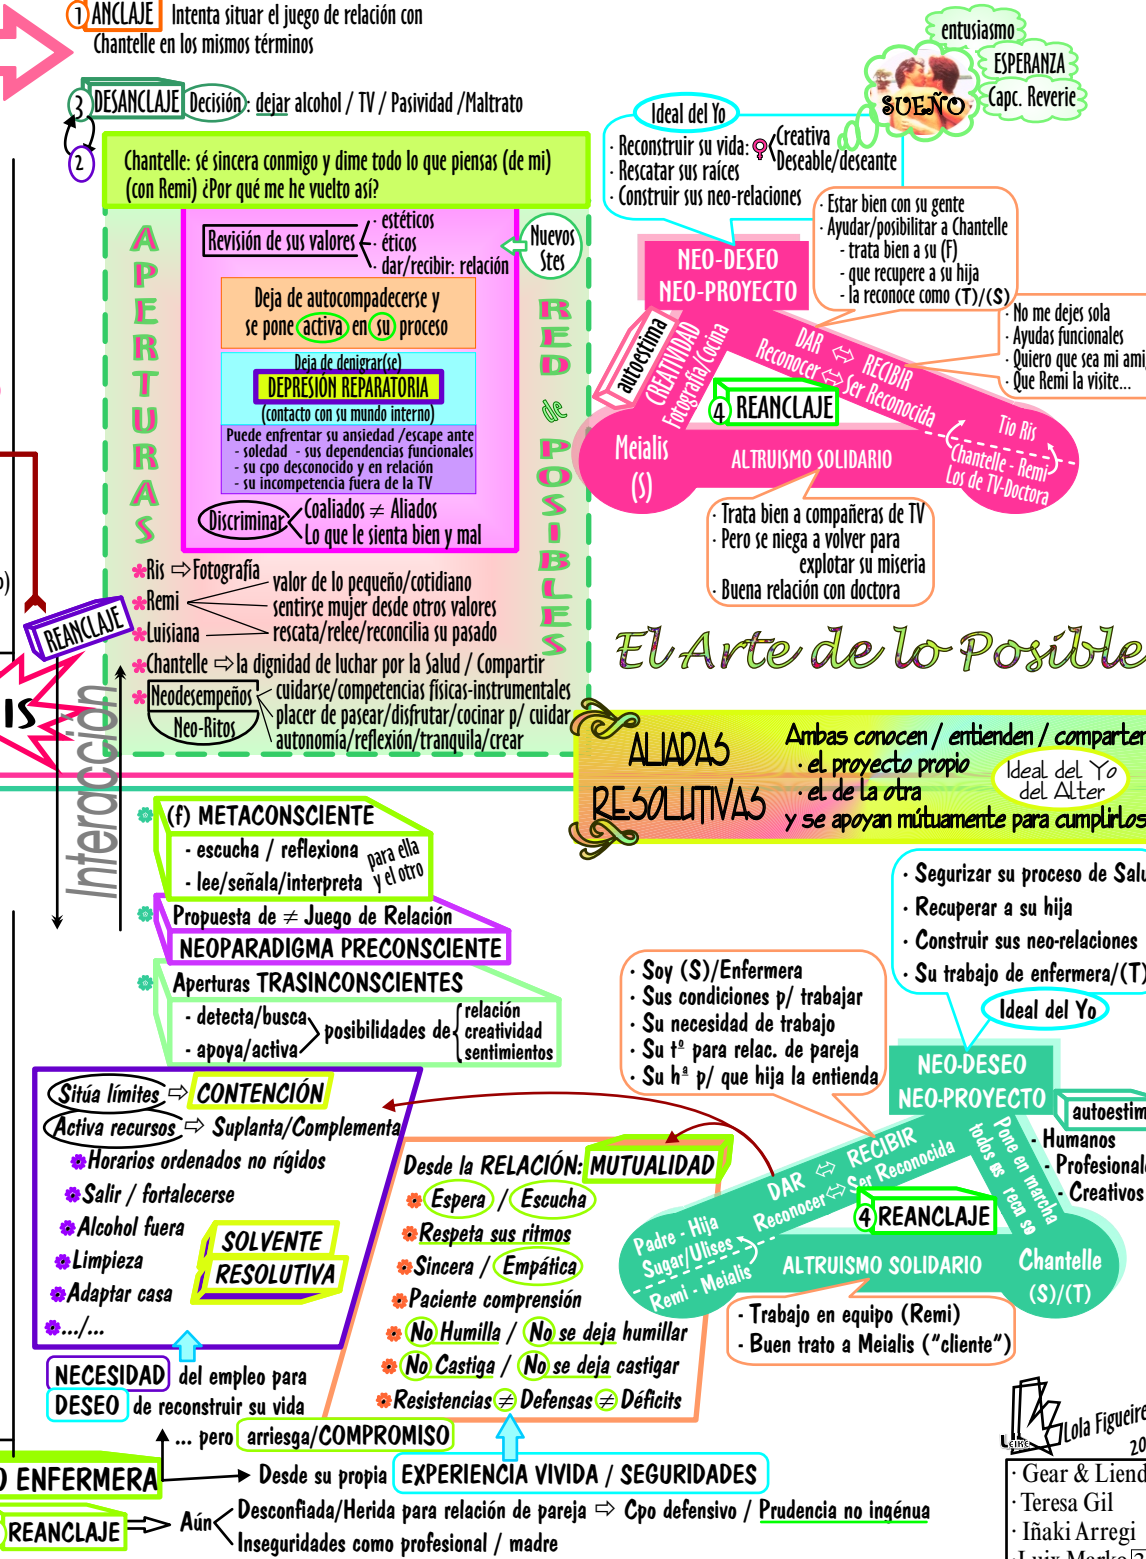 1 ANCLAJE Intenta situar el juego de relación con
Chantelle en los mismos términos
3 DESANCLAJE Decisión: dejar alcohol / TV / Pasividad /Maltrato
2
Chantelle: sé sincera conmigo y dime todo lo que piensas (de mi)
(con Remi) ¿Por qué me he vuelto así?
APERTURAS
Revisión de sus valores
· estéticos
· éticos
· dar/recibir: relación
Nuevos
Stes
Deja de autocompadecerse y
se pone activa en su proceso
Deja de denigrar(se)
DEPRESIÓN REPARATORIA
(contacto con su mundo interno)
Puede enfrentar su ansiedad /escape ante
- soledad - sus dependencias funcionales
- su cpo desconocido y en relación
- su incompetencia fuera de la TV
Discriminar
Coaliados ≠ Aliados
Lo que le sienta bien y mal
RED de POSIBLES
*Ris ⇨ Fotografía
*Remi
*Luisiana
valor de lo pequeño/cotidiano
sentirse mujer desde otros valores
rescata/relee/reconcilia su pasado
*Chantelle ⇨ la dignidad de luchar por la Salud / Compartir
*Neodesempeños
Neo-Ritos
cuidarse/competencias físicas-instrumentales
placer de pasear/disfrutar/cocinar p/ cuidar
autonomía/reflexión/tranquila/crear
REANCLAJE
IS
Interacción
entusiasmo
ESPERANZA
Capc. Reverie
SUEÑO
Ideal del Yo
· Reconstruir su vida: ♀ Creativa
Deseable/deseante
· Rescatar sus raíces
· Construir sus neo-relaciones
· Estar bien con su gente
· Ayudar/posibilitar a Chantelle
- trata bien a su (F)
- que recupere a su hija
- la reconoce como (T)/(S)
NEO-DESEO
NEO-PROYECTO
· No me dejes sola
· Ayudas funcionales
· Quiero que sea mi ami
· Que Remi la visite...
autoestima
CREATIVIDAD
Fotografía/Cocina
DAR ⇔ RECIBIR
Reconocer ⇔ Ser Reconocida
4 REANCLAJE
Meialis
(S)
ALTRUISMO SOLIDARIO
Tio Ris
Chantelle - Remi
Los de TV-Doctora
· Trata bien a compañeras de TV
· Pero se niega a volver para
explotar su miseria
· Buena relación con doctora
El Arte de lo Posible
ALIADAS
RESOLUTIVAS
Ambas conocen / entienden / comparten
· el proyecto propio
· el de la otra
Ideal del Yo
del Alter
y se apoyan mútuamente para cumplirlos
(f) METACONSCIENTE
- escucha / reflexiona
- lee/señala/interpreta
para ella
y el otro
Propuesta de ≠ Juego de Relación
NEOPARADIGMA PRECONSCIENTE
Aperturas TRASINCONSCIENTES
- detecta/busca
- apoya/activa
posibilidades de
relación
creatividad
sentimientos
Sitúa límites ⇨ CONTENCIÓN
Activa recursos ⇨ Suplanta/Complementa
Horarios ordenados no rígidos
Salir / fortalecerse
Alcohol fuera
Limpieza
Adaptar casa
.../...
SOLVENTE
RESOLUTIVA
Desde la RELACIÓN: MUTUALIDAD
Espera / Escucha
Respeta sus ritmos
Sincera / Empática
Paciente comprensión
No Humilla / No se deja humillar
No Castiga / No se deja castigar
Resistencias ≠ Defensas ≠ Déficits
· Segurizar su proceso de Salu
· Recuperar a su hija
· Construir sus neo-relaciones
· Su trabajo de enfermera/(T)
Ideal del Yo
· Soy (S)/Enfermera
· Sus condiciones p/ trabajar
· Su necesidad de trabajo
· Su tº para relac. de pareja
· Su hª p/ que hija la entienda
NEO-DESEO
NEO-PROYECTO
autoestim
- Humanos
- Profesionale
- Creativos
Pone en marcha
todos sus recursos
DAR ⇔ RECIBIR
Reconocer ⇔ Ser Reconocida
4 REANCLAJE
Padre - Hija
Sugar/Ulises
Remi - Meialis
ALTRUISMO SOLIDARIO
Chantelle
(S)/(T)
- Trabajo en equipo (Remi)
- Buen trato a Meialis ("cliente")
NECESIDAD del empleo para
DESEO de reconstruir su vida
... pero arriesga/COMPROMISO
O ENFERMERA
Desde su propia EXPERIENCIA VIVIDA / SEGURIDADES
REANCLAJE ⇨ Aún
Desconfiada/Herida para relación de pareja ⇨ Cpo defensivo / Prudencia no ingénua
Inseguridades como profesional / madre
LEIKE
Lola Figueire
20
· Gear & Liend
· Teresa Gil
· Iñaki Arregi